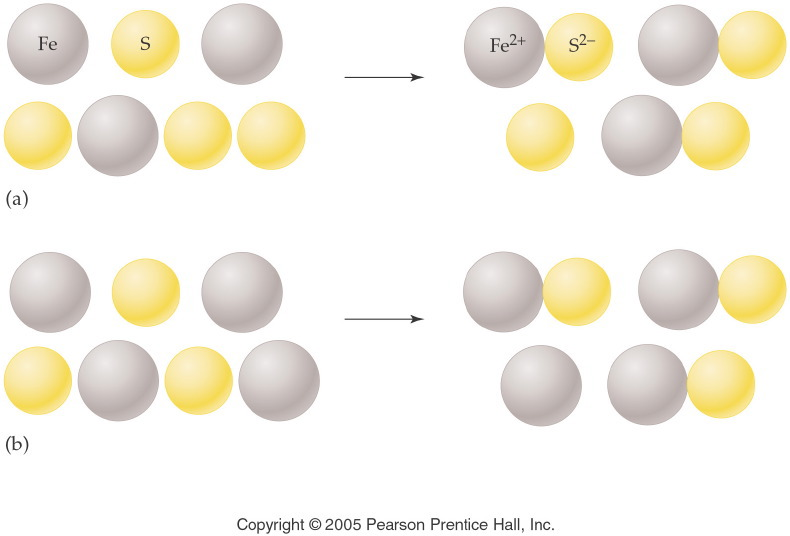 Fe S Fe²⁺ S²⁻
(a)
(b)
Copyright © 2005 Pearson Prentice Hall, Inc.